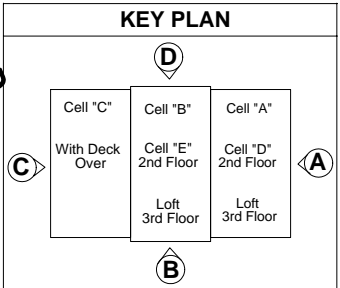 KEY PLAN
D
Cell "C"
With Deck
Over
Cell "B"
Cell "E"
2nd Floor
Loft
3rd Floor
Cell "A"
Cell "D"
2nd Floor
Loft
3rd Floor
C
A
B